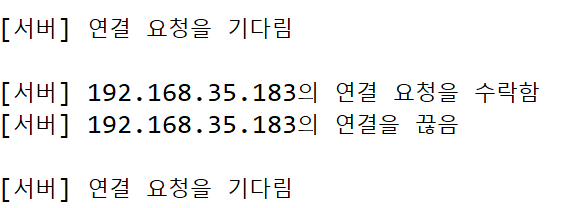 [서버] 연결 요청을 기다림
[서버] 192.168.35.183의 연결 요청을 수락함
[서버] 192.168.35.183의 연결을 끊음
[서버] 연결 요청을 기다림